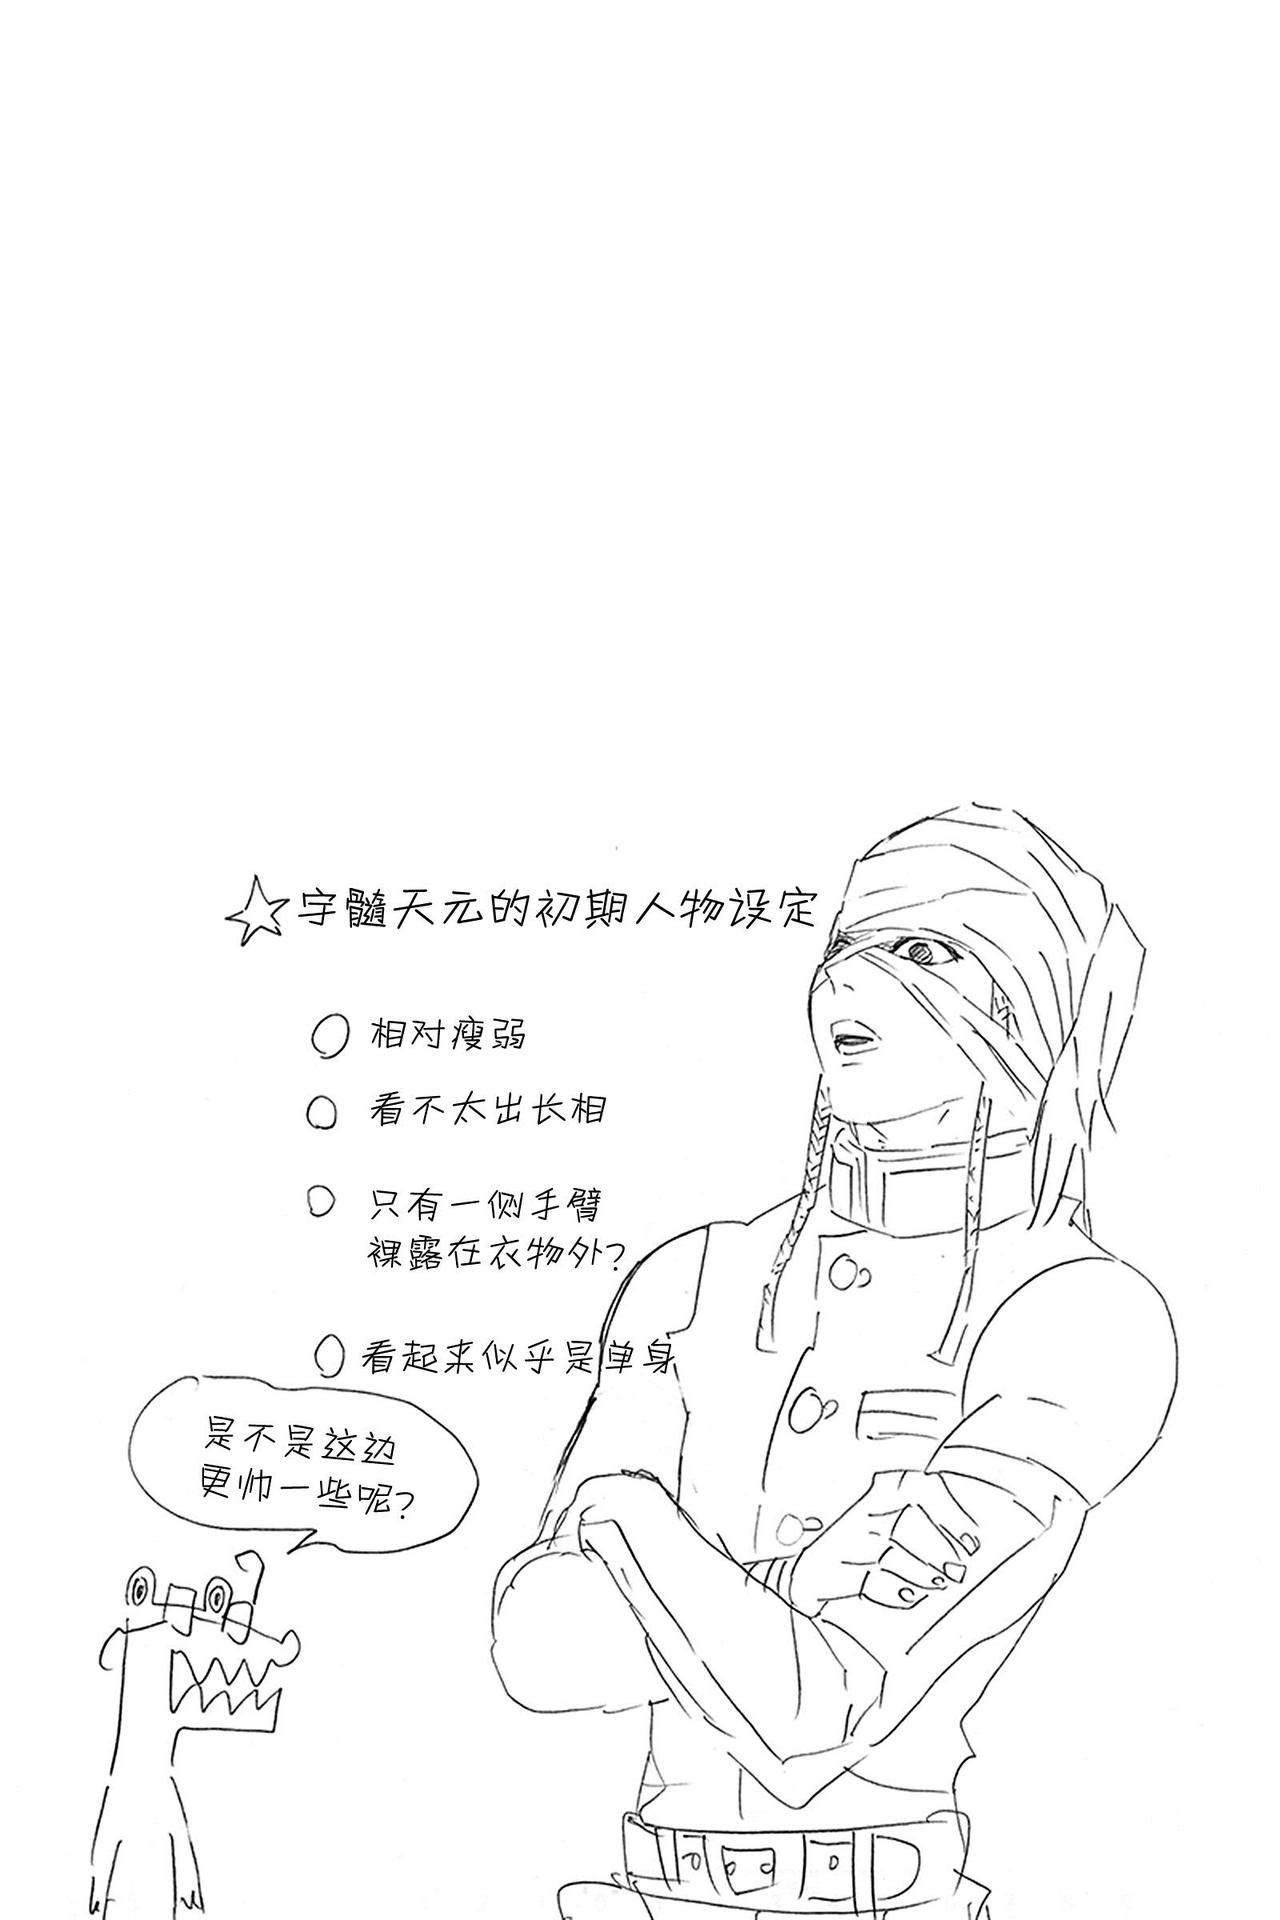 宇髓天元的初期人物设定
相对瘦弱
看不太出长相
只有一侧手臂
裸露在衣物外?
看起来似乎是单身
是不是这边
更帅一些呢?